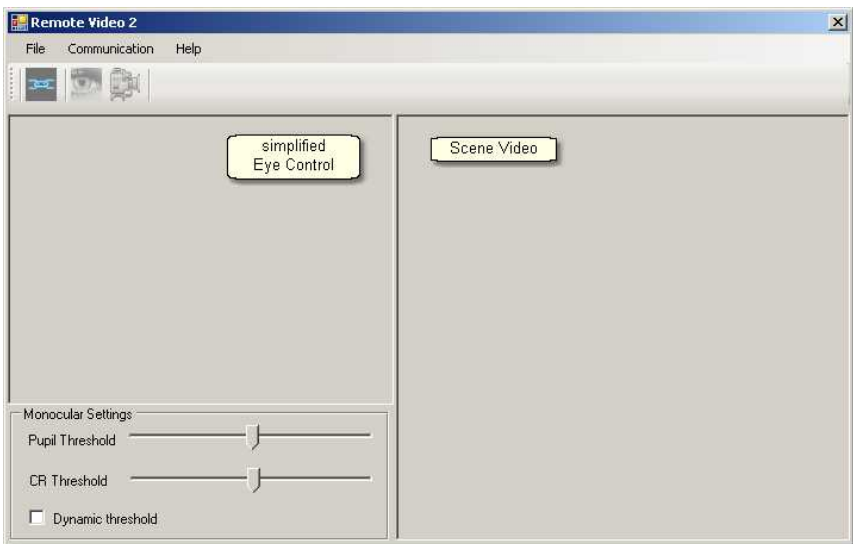 Remote Video 2
File Communication Help
simplified
Eye Control
Scene Video
Monocular Settings
Pupil Threshold
CR Threshold
Dynamic threshold